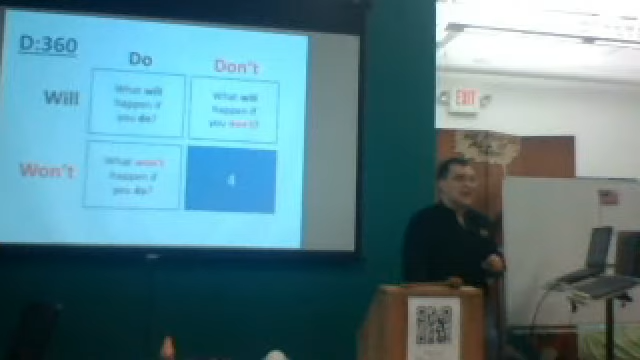 D:360
Do
Don't
Will
What will
happen if
you do?
What will
happen if
you don't?
Won't
What won't
happen if
you do?
4
EXIT